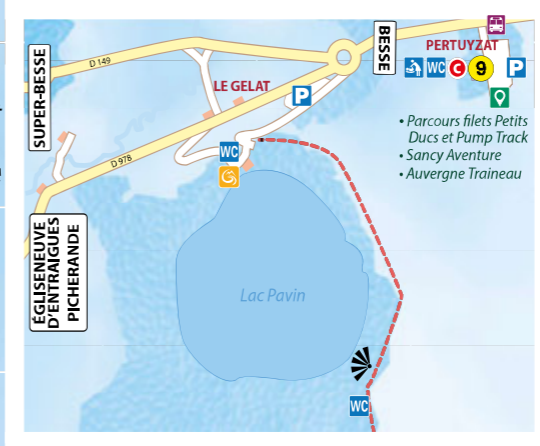 SUPER-BESSE
D 149
BESSE
PERTUYZAT
WC
C
9
P
LE GELAT
P
• Parcours filets Petits
Ducs et Pump Track
• Sancy Aventure
• Auvergne Traineau
WC
D 978
ÉGLISENEUVE
D'ENTRAIGUES
PICHERANDE
Lac Pavin
WC